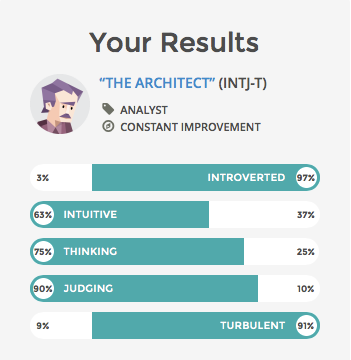 Your Results
“THE ARCHITECT” (INTJ-T)
ANALYST
CONSTANT IMPROVEMENT
3% INTROVERTED 97%
63% INTUITIVE 37%
75% THINKING 25%
90% JUDGING 10%
9% TURBULENT 91%